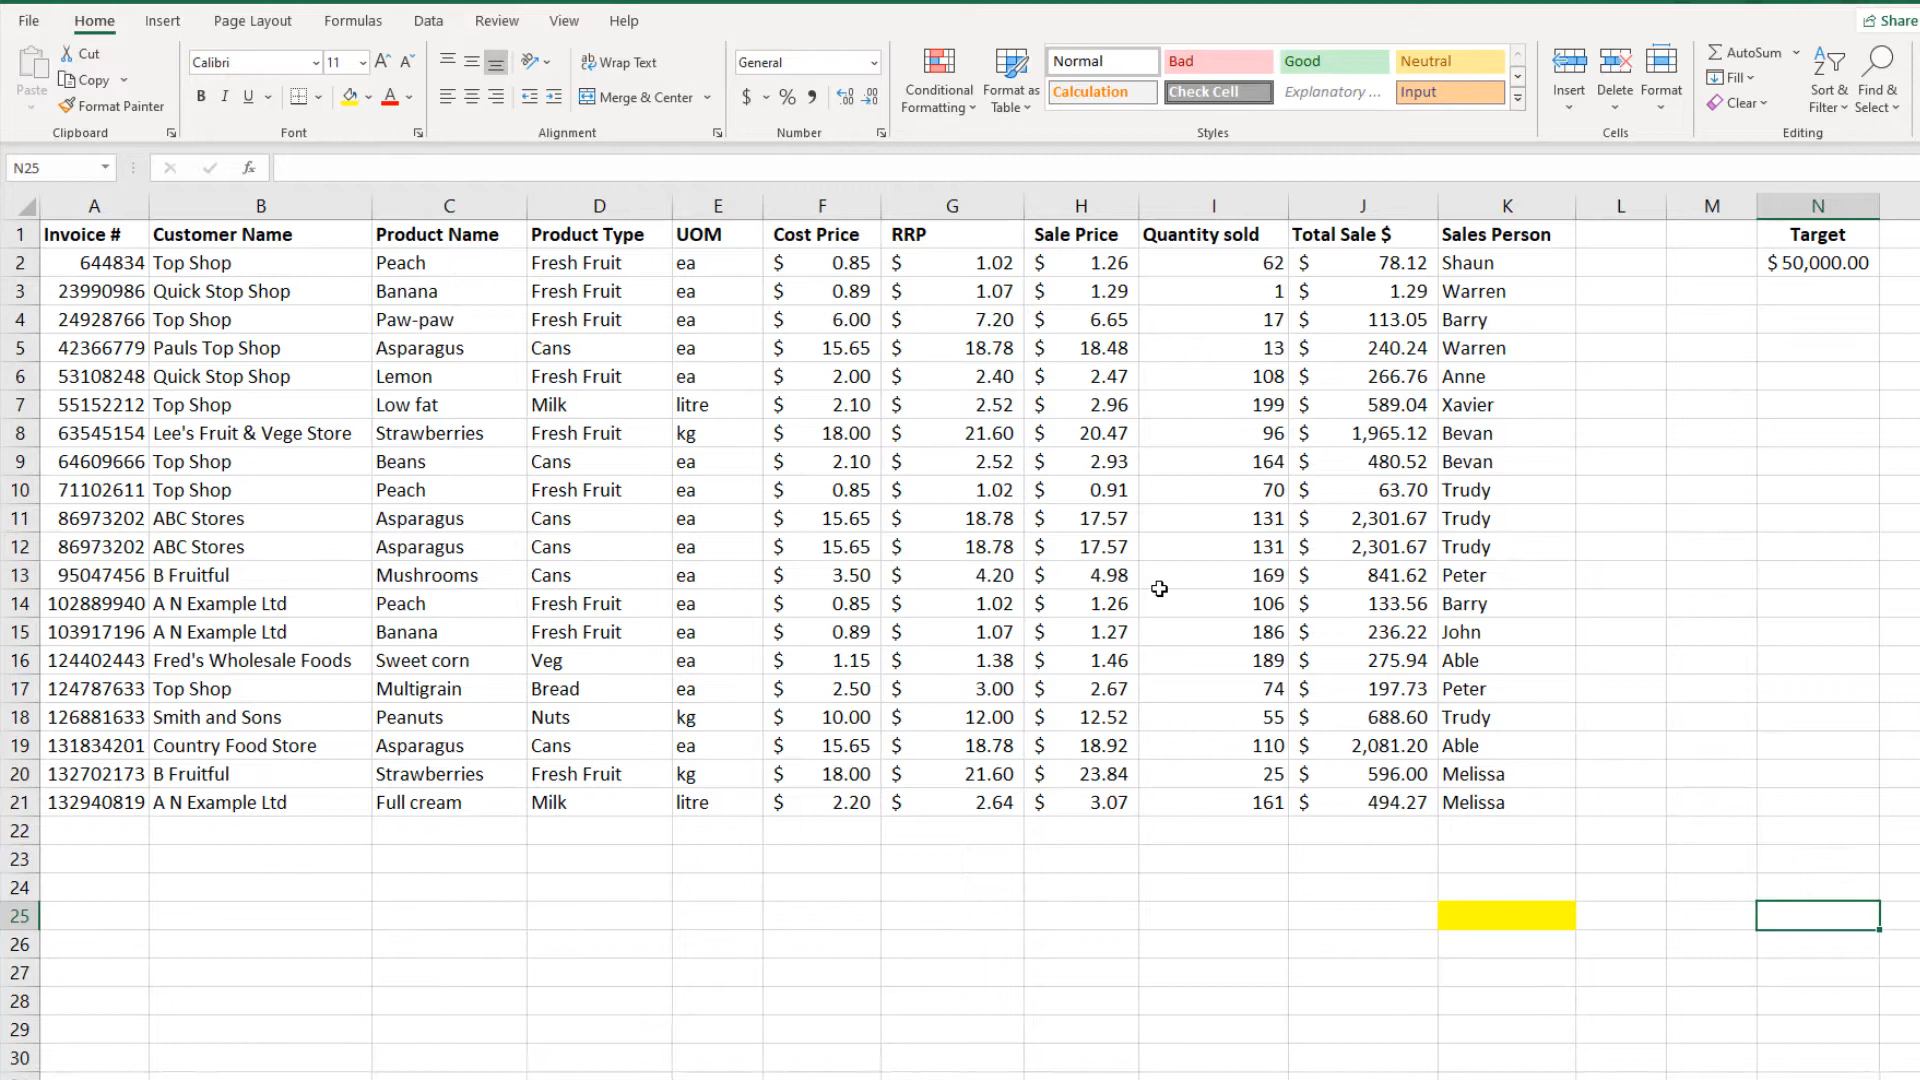 File Home Insert Page Layout Formulas Data Review View Help Share
Paste Cut Copy Format Painter Clipboard
Calibri 11 A A B I U A Font
ab Wrap Text Merge & Center Alignment
General $ % , .00 Number
Conditional Formatting Format as Table
Normal Bad Good Neutral
Calculation Check Cell Explanatory ... Input
Styles
Insert Delete Format Cells
AutoSum Fill Clear Sort & Filter Find & Select Editing
N25 fx
A B C D E F G H I J K L M N
1 Invoice # Customer Name Product Name Product Type UOM Cost Price RRP Sale Price Quantity sold Total Sale $ Sales Person Target
2 644834 Top Shop Peach Fresh Fruit ea $ 0.85 $ 1.02 $ 1.26 62 $ 78.12 Shaun $ 50,000.00
3 23990986 Quick Stop Shop Banana Fresh Fruit ea $ 0.89 $ 1.07 $ 1.29 1 $ 1.29 Warren
4 24928766 Top Shop Paw-paw Fresh Fruit ea $ 6.00 $ 7.20 $ 6.65 17 $ 113.05 Barry
5 42366779 Pauls Top Shop Asparagus Cans ea $ 15.65 $ 18.78 $ 18.48 13 $ 240.24 Warren
6 53108248 Quick Stop Shop Lemon Fresh Fruit ea $ 2.00 $ 2.40 $ 2.47 108 $ 266.76 Anne
7 55152212 Top Shop Low fat Milk litre $ 2.10 $ 2.52 $ 2.96 199 $ 589.04 Xavier
8 63545154 Lee's Fruit & Vege Store Strawberries Fresh Fruit kg $ 18.00 $ 21.60 $ 20.47 96 $ 1,965.12 Bevan
9 64609666 Top Shop Beans Cans ea $ 2.10 $ 2.52 $ 2.93 164 $ 480.52 Bevan
10 71102611 Top Shop Peach Fresh Fruit ea $ 0.85 $ 1.02 $ 0.91 70 $ 63.70 Trudy
11 86973202 ABC Stores Asparagus Cans ea $ 15.65 $ 18.78 $ 17.57 131 $ 2,301.67 Trudy
12 86973202 ABC Stores Asparagus Cans ea $ 15.65 $ 18.78 $ 17.57 131 $ 2,301.67 Trudy
13 95047456 B Fruitful Mushrooms Cans ea $ 3.50 $ 4.20 $ 4.98 169 $ 841.62 Peter
14 102889940 A N Example Ltd Peach Fresh Fruit ea $ 0.85 $ 1.02 $ 1.26 106 $ 133.56 Barry
15 103917196 A N Example Ltd Banana Fresh Fruit ea $ 0.89 $ 1.07 $ 1.27 186 $ 236.22 John
16 124402443 Fred's Wholesale Foods Sweet corn Veg ea $ 1.15 $ 1.38 $ 1.46 189 $ 275.94 Able
17 124787633 Top Shop Multigrain Bread ea $ 2.50 $ 3.00 $ 2.67 74 $ 197.73 Peter
18 126881633 Smith and Sons Peanuts Nuts kg $ 10.00 $ 12.00 $ 12.52 55 $ 688.60 Trudy
19 131834201 Country Food Store Asparagus Cans ea $ 15.65 $ 18.78 $ 18.92 110 $ 2,081.20 Able
20 132702173 B Fruitful Strawberries Fresh Fruit kg $ 18.00 $ 21.60 $ 23.84 25 $ 596.00 Melissa
21 132940819 A N Example Ltd Full cream Milk litre $ 2.20 $ 2.64 $ 3.07 161 $ 494.27 Melissa
22
23
24
25
26
27
28
29
30